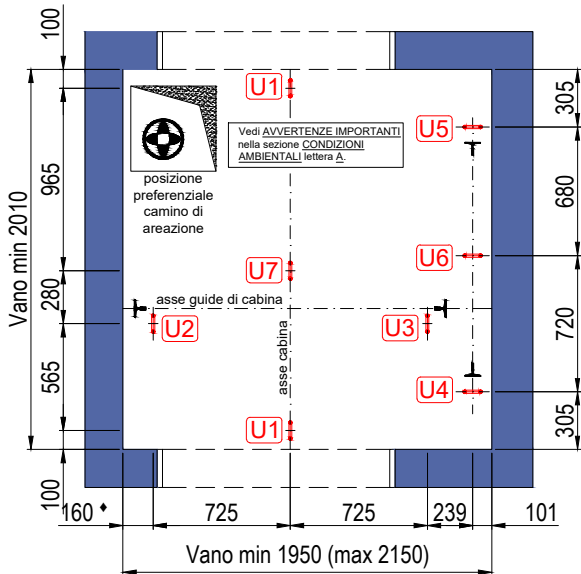 100
U1
305
U5
Vedi AVVERTENZE IMPORTANTI
nella sezione CONDIZIONI
AMBIENTALI lettera A.
posizione
preferenziale
camino di
areazione
965
680
Vano min 2010
U6
U7
280
asse guide di cabina
U2
U3
asse cabina
720
565
U4
U1
305
100
160 ♦
725
725
239
101
Vano min 1950 (max 2150)